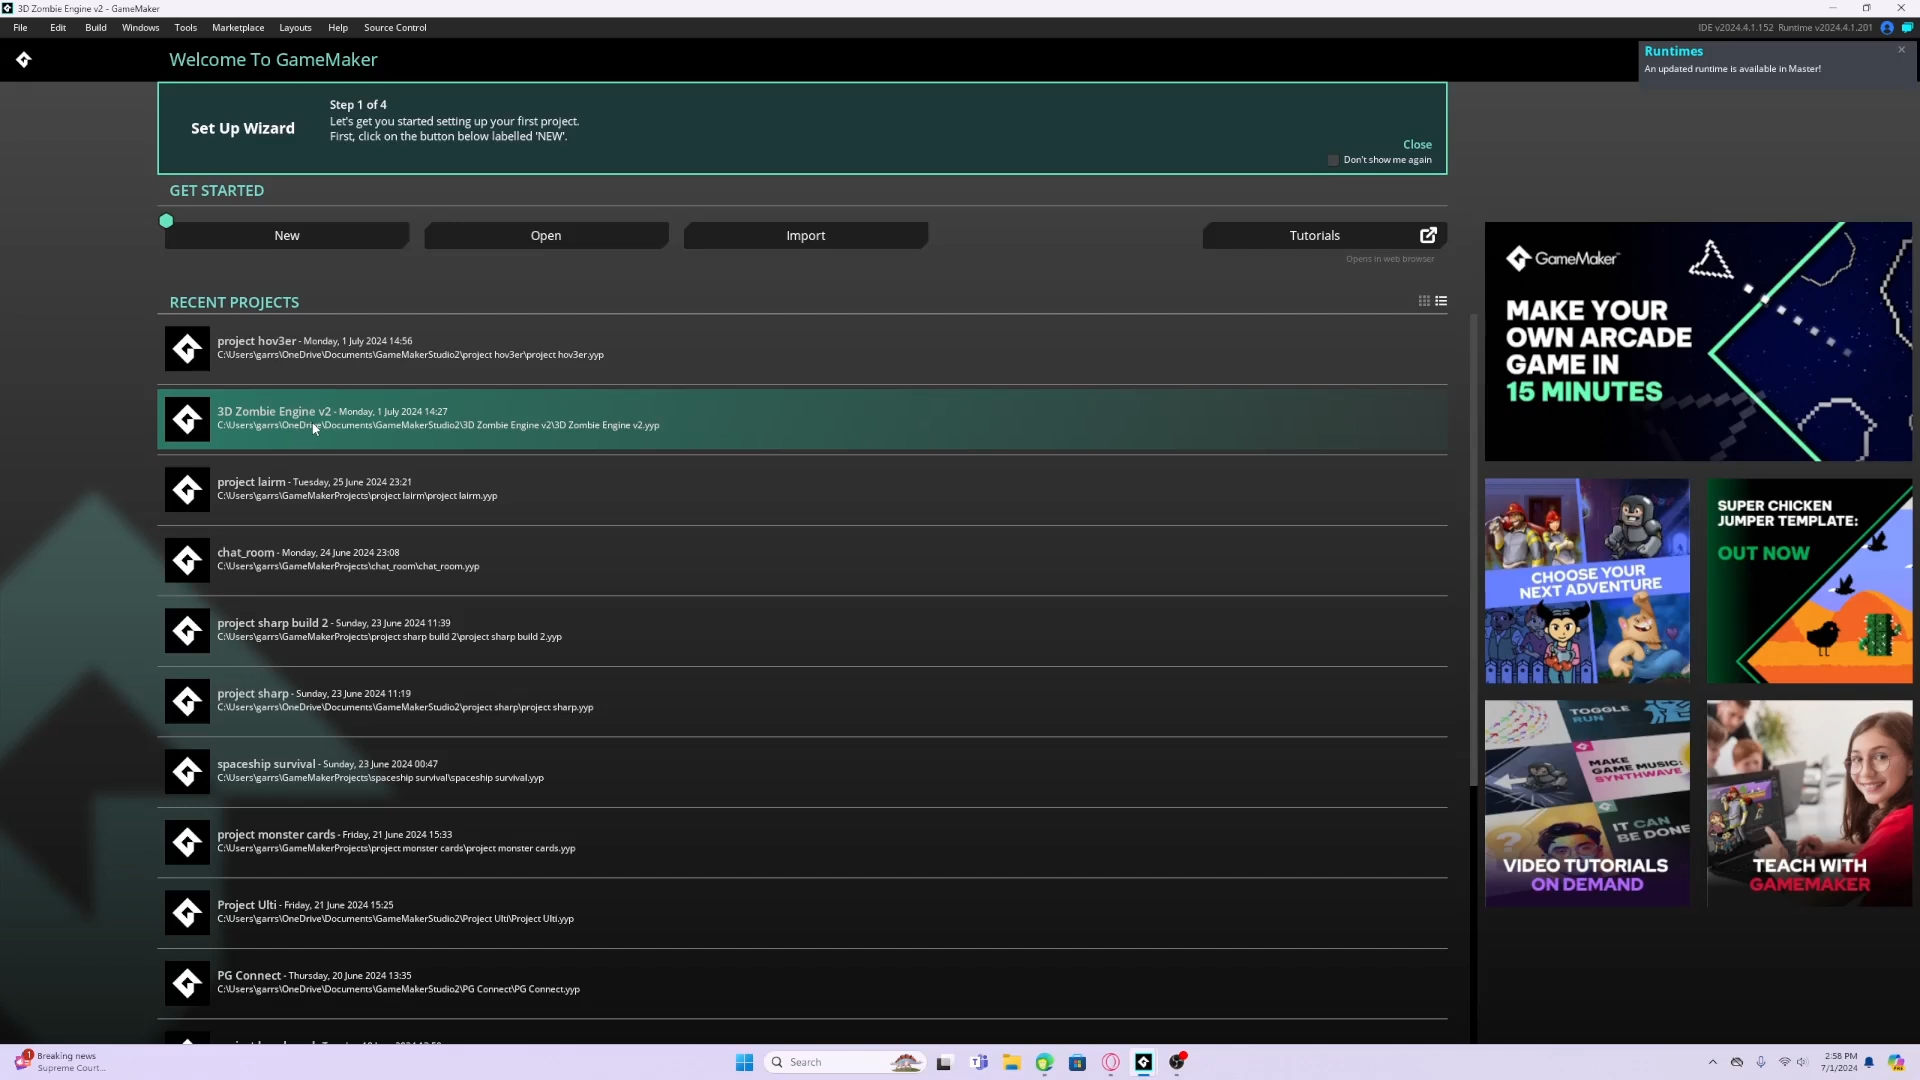 3D Zombie Engine v2 - GameMaker
File Edit Build Windows Tools Marketplace Layouts Help Source Control
IDE v2024.4.1.152 Runtime v2024.4.1.201
Welcome To GameMaker
Runtimes
An updated runtime is available in Master!
Set Up Wizard
Step 1 of 4
Let's get you started setting up your first project.
First, click on the button below labelled 'NEW'.
Close
Don't show me again
GET STARTED
New
Open
Import
Tutorials
Opens in web browser
RECENT PROJECTS
project hov3er - Monday, 1 July 2024 14:56
C:\Users\garrs\OneDrive\Documents\GameMakerStudio2\project hov3er\project hov3er.yyp
3D Zombie Engine v2 - Monday, 1 July 2024 14:27
C:\Users\garrs\OneDrive\Documents\GameMakerStudio2\3D Zombie Engine v2\3D Zombie Engine v2.yyp
project lairm - Tuesday, 25 June 2024 23:21
C:\Users\garrs\GameMakerProjects\project lairm\project lairm.yyp
chat_room - Monday, 24 June 2024 23:08
C:\Users\garrs\GameMakerProjects\chat_room\chat_room.yyp
project sharp build 2 - Sunday, 23 June 2024 11:39
C:\Users\garrs\GameMakerProjects\project sharp build 2\project sharp build 2.yyp
project sharp - Sunday, 23 June 2024 11:19
C:\Users\garrs\OneDrive\Documents\GameMakerStudio2\project sharp\project sharp.yyp
spaceship survival - Sunday, 23 June 2024 00:47
C:\Users\garrs\GameMakerProjects\spaceship survival\spaceship survival.yyp
project monster cards - Friday, 21 June 2024 15:33
C:\Users\garrs\GameMakerProjects\project monster cards\project monster cards.yyp
Project Ulti - Friday, 21 June 2024 15:25
C:\Users\garrs\OneDrive\Documents\GameMakerStudio2\Project Ulti\Project Ulti.yyp
PG Connect - Thursday, 20 June 2024 13:35
C:\Users\garrs\OneDrive\Documents\GameMakerStudio2\PG Connect\PG Connect.yyp
GameMaker™
MAKE YOUR
OWN ARCADE
GAME IN
15 MINUTES
CHOOSE YOUR
NEXT ADVENTURE
SUPER CHICKEN
JUMPER TEMPLATE:
OUT NOW
TOGGLE
RUN
MAKE
GAME MUSIC:
SYNTHWAVE
IT CAN
BE DONE
VIDEO TUTORIALS
ON DEMAND
TEACH WITH
GAMEMAKER
1
Breaking news
Supreme Court...
Search
2:58 PM
7/1/2024